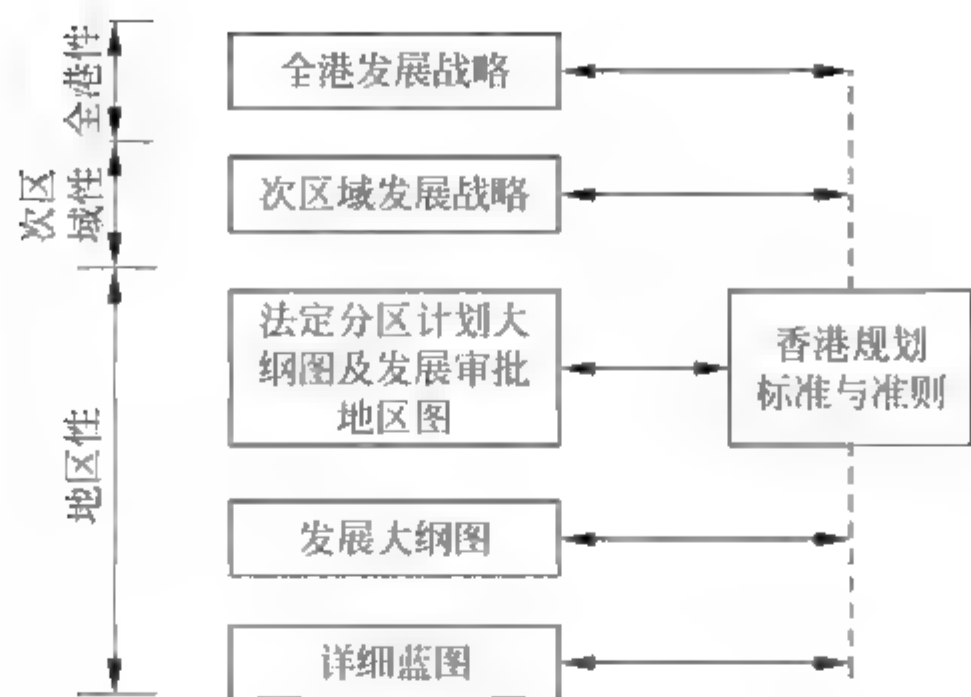 全港性
全港发展战略
次区
域性
次区域发展战略
地区性
法定分区计划大
纲图及发展审批
地区图
香港规划
标准与准则
发展大纲图
详细蓝图